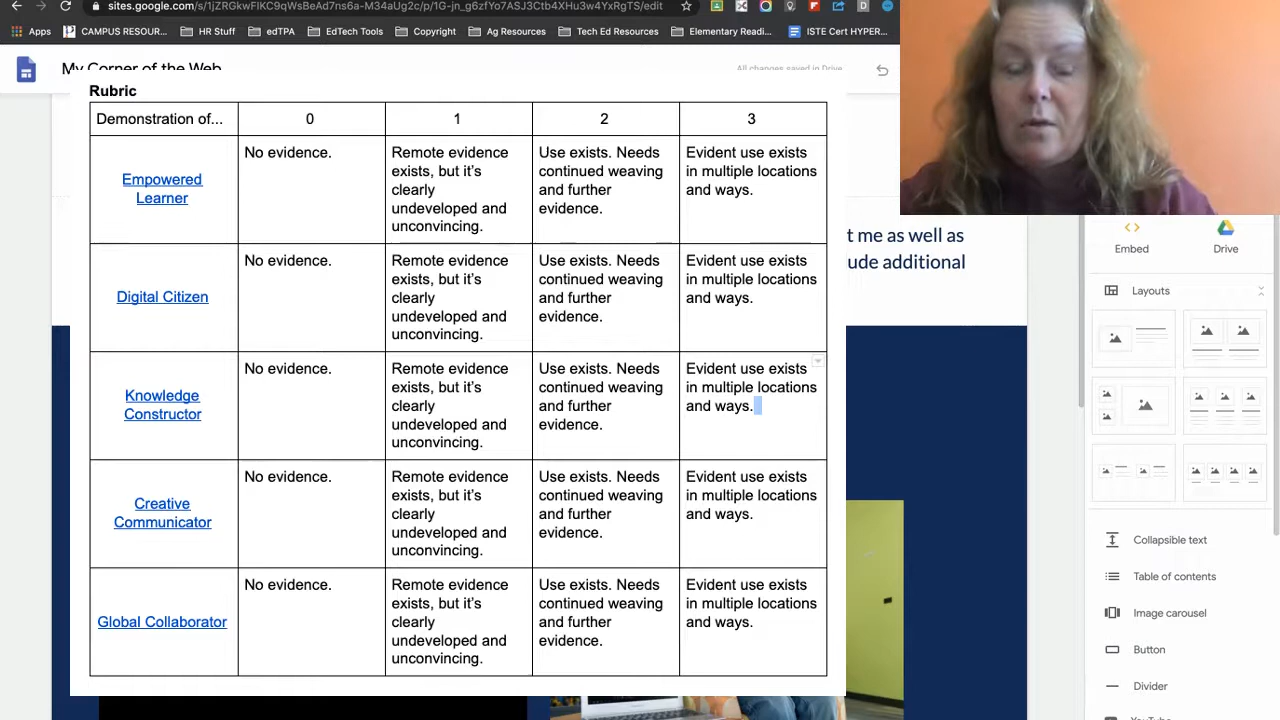 sites.google.com/s/1jZRGkwFIKC9qWsBeAd7ns6a-M34aUg2c/p/1G-jn_g6zfYo7ASJ3Ctb4XHu3w4YxRgTS/edit
Apps
CAMPUS RESOUR...
HR Stuff
edTPA
EdTech Tools
Copyright
Ag Resources
Tech Ed Resources
Elementary Readi...
ISTE Cert HYPER...
My Corner of the Web
All changes saved in Drive
Rubric
Demonstration of... 0 1 2 3
Empowered
Learner
No evidence.
Remote evidence
exists, but it’s
clearly
undeveloped and
unconvincing.
Use exists. Needs
continued weaving
and further
evidence.
Evident use exists
in multiple locations
and ways.
Digital Citizen
No evidence.
Remote evidence
exists, but it’s
clearly
undeveloped and
unconvincing.
Use exists. Needs
continued weaving
and further
evidence.
Evident use exists
in multiple locations
and ways.
Knowledge
Constructor
No evidence.
Remote evidence
exists, but it’s
clearly
undeveloped and
unconvincing.
Use exists. Needs
continued weaving
and further
evidence.
Evident use exists
in multiple locations
and ways.
Creative
Communicator
No evidence.
Remote evidence
exists, but it’s
clearly
undeveloped and
unconvincing.
Use exists. Needs
continued weaving
and further
evidence.
Evident use exists
in multiple locations
and ways.
Global Collaborator
No evidence.
Remote evidence
exists, but it’s
clearly
undeveloped and
unconvincing.
Use exists. Needs
continued weaving
and further
evidence.
Evident use exists
in multiple locations
and ways.
t me as well as
ude additional
Embed
Drive
Layouts
Collapsible text
Table of contents
Image carousel
Button
Divider